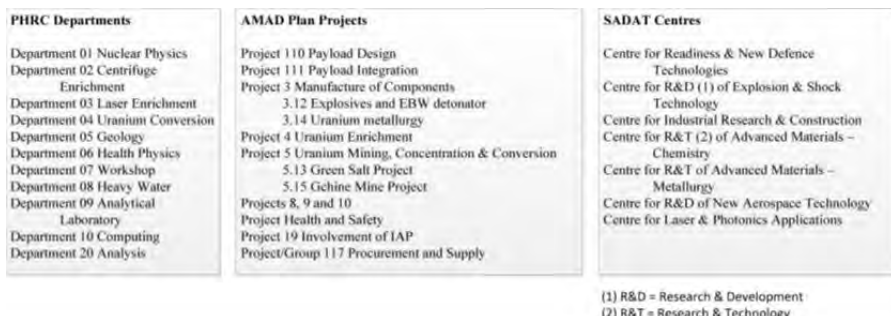 PHRC Departments
Department 01 Nuclear Physics
Department 02 Centrifuge
Enrichment
Department 03 Laser Enrichment
Department 04 Uranium Conversion
Department 05 Geology
Department 06 Health Physics
Department 07 Workshop
Department 08 Heavy Water
Department 09 Analytical
Laboratory
Department 10 Computing
Department 20 Analysis
AMAD Plan Projects
Project 110 Payload Design
Project 111 Payload Integration
Project 3 Manufacture of Components
3.12 Explosives and EBW detonator
3.14 Uranium metallurgy
Project 4 Uranium Enrichment
Project 5 Uranium Mining, Concentration & Conversion
5.13 Green Salt Project
5.15 Gchine Mine Project
Projects 8, 9 and 10
Project Health and Safety
Project 19 Involvement of IAP
Project/Group 117 Procurement and Supply
SADAT Centres
Centre for Readiness & New Defence
Technologies
Centre for R&D (1) of Explosion & Shock
Technology
Centre for Industrial Research & Construction
Centre for R&T (2) of Advanced Materials –
Chemistry
Centre for R&T of Advanced Materials –
Metallurgy
Centre for R&D of New Aerospace Technology
Centre for Laser & Photonics Applications
(1) R&D = Research & Development
(2) R&T = Research & Technology